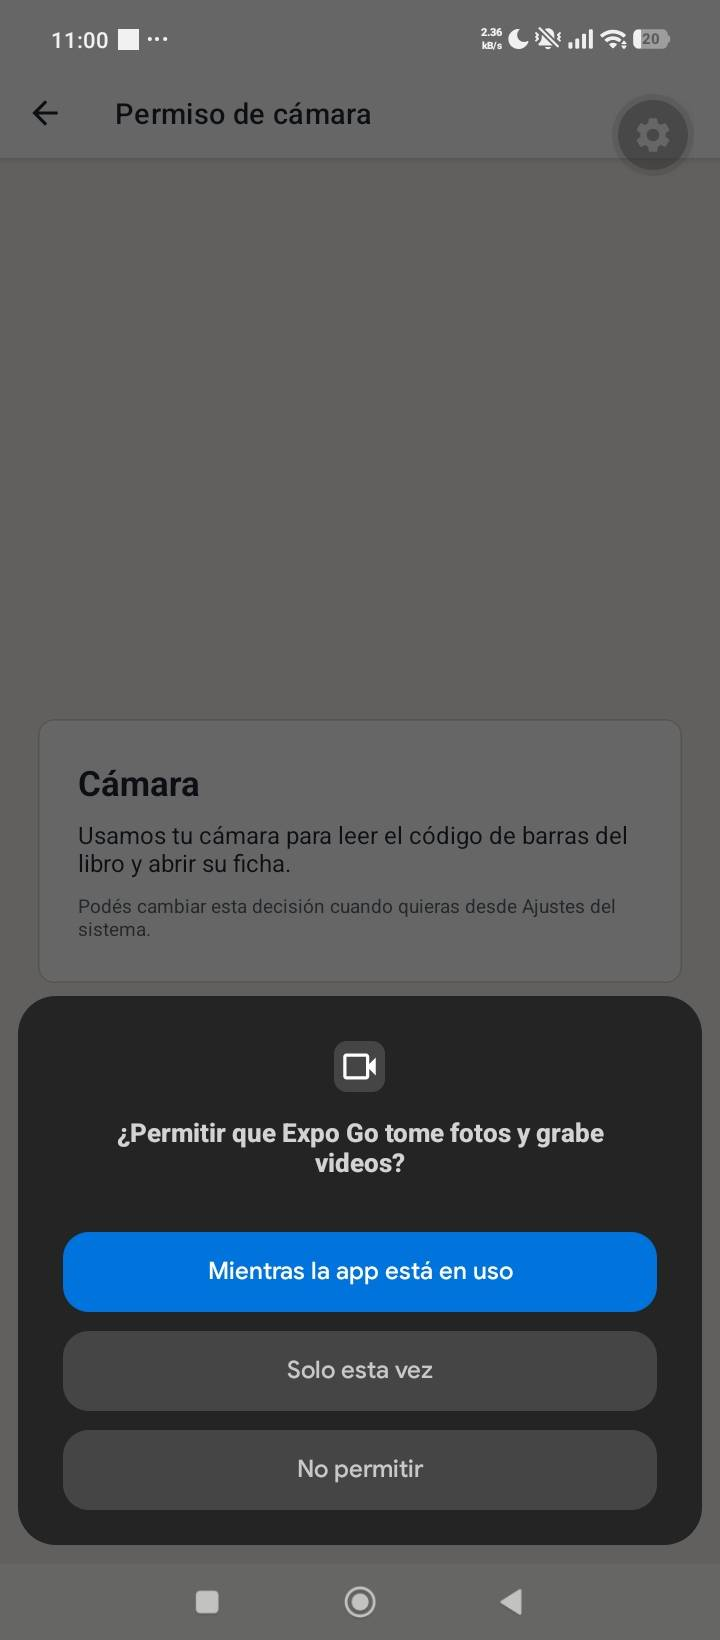 11:00
2.36
kB/s
20
Permiso de cámara
Cámara
Usamos tu cámara para leer el código de barras del
libro y abrir su ficha.
Podés cambiar esta decisión cuando quieras desde Ajustes del
sistema.
¿Permitir que Expo Go tome fotos y grabe
videos?
Mientras la app está en uso
Solo esta vez
No permitir